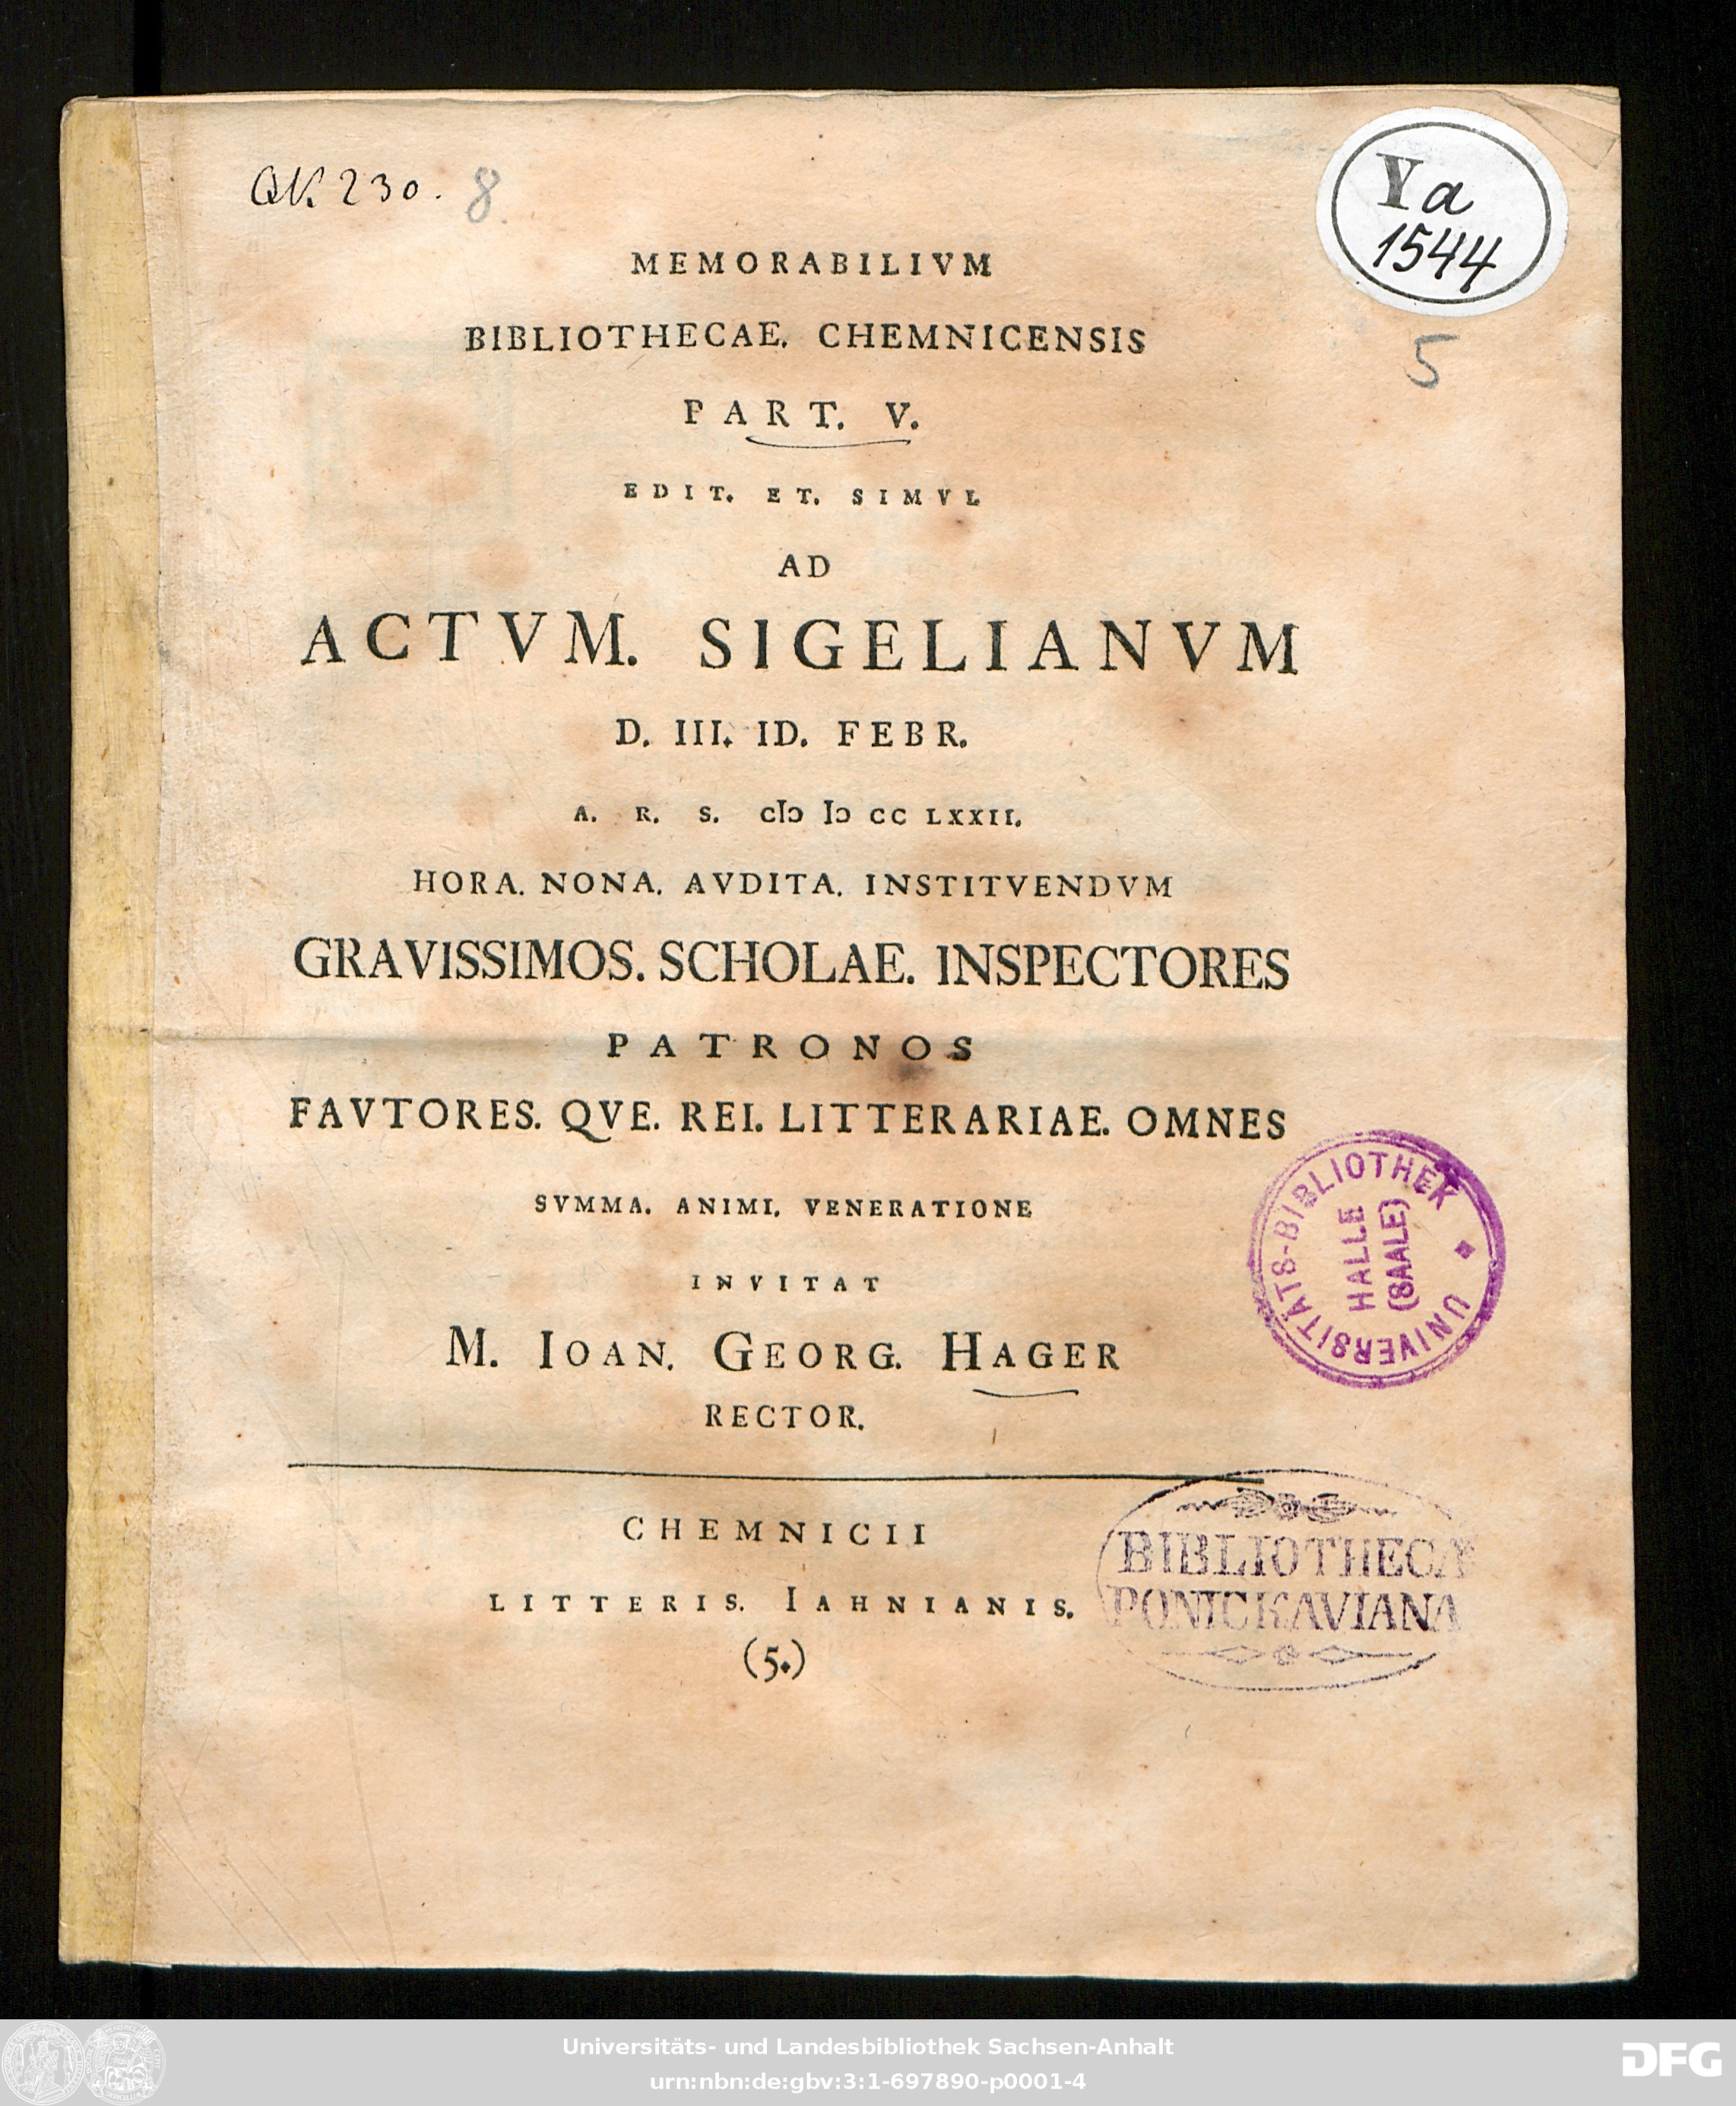 QK. 230. 8.
Ya
1544
5
MEMORABILIVM
BIBLIOTHECAE. CHEMNICENSIS
PART. V.
EDIT. ET. SIMVL
AD
ACTVM. SIGELIANVM
D. III. ID. FEBR.
A. R. S. cIɔ Iɔ CC LXXII.
HORA. NONA. AVDITA. INSTITVENDVM
GRAVISSIMOS. SCHOLAE. INSPECTORES
PATRONOS
FAVTORES. QVE. REI. LITTERARIAE. OMNES
SVMMA. ANIMI. VENERATIONE
INVITAT
M. IOAN. GEORG. HAGER
RECTOR.
UNIVERSITÄTS-BIBLIOTHEK
HALLE
(SAALE)
CHEMNICII
LITTERIS. IAHNIANIS.
(5.)
BIBLIOTHECA
PONICKAVIANA
Universitäts- und Landesbibliothek Sachsen-Anhalt
urn:nbn:de:gbv:3:1-697890-p0001-4
DFG